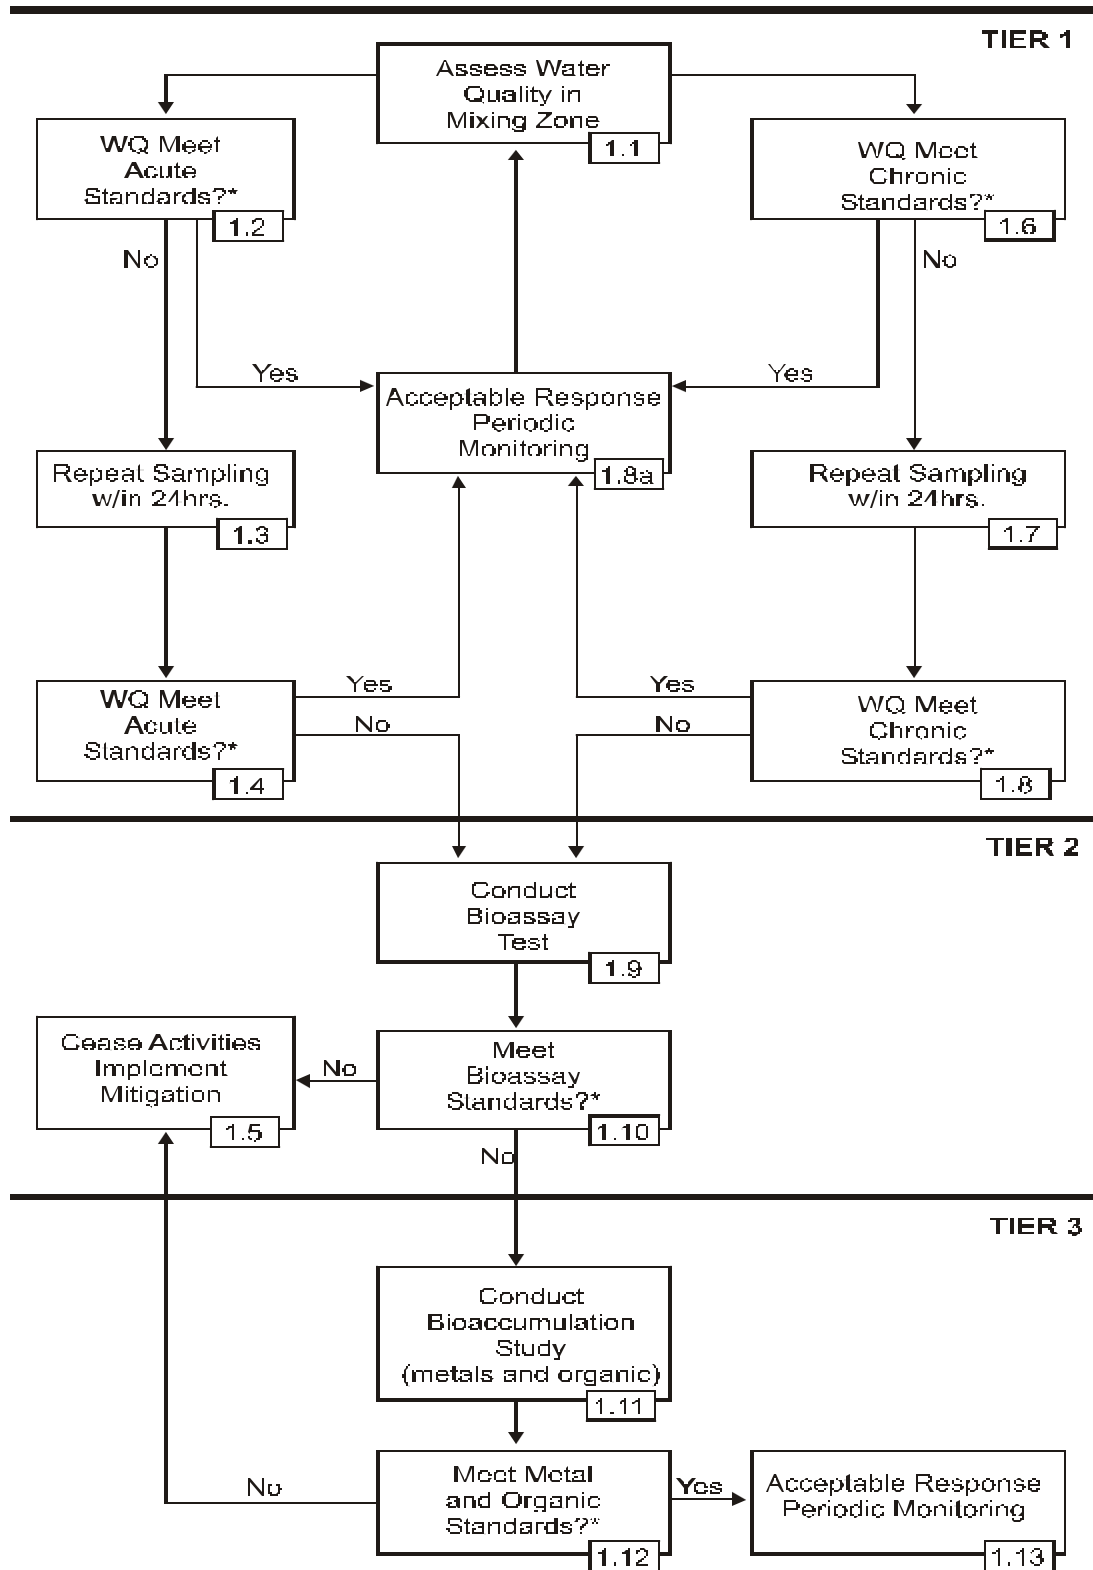 TIER 1
Assess Water
Quality in
Mixing Zone
1.1
WQ Meet
Acute
Standards?*
1.2
WQ Meet
Chronic
Standards?*
1.6
No
No
Yes
Yes
Acceptable Response
Periodic
Monitoring
1.8a
Repeat Sampling
w/in 24hrs.
1.3
Repeat Sampling
w/in 24hrs.
1.7
WQ Meet
Acute
Standards?*
1.4
Yes
No
Yes
No
WQ Meet
Chronic
Standards?*
1.8
TIER 2
Conduct
Bioassay
Test
1.9
Cease Activities
Implement
Mitigation
1.5
No
Meet
Bioassay
Standards?*
1.10
No
TIER 3
Conduct
Bioaccumulation
Study
(metals and organic)
1.11
No
Meet Metal
and Organic
Standards?*
1.12
Yes
Acceptable Response
Periodic Monitoring
1.13